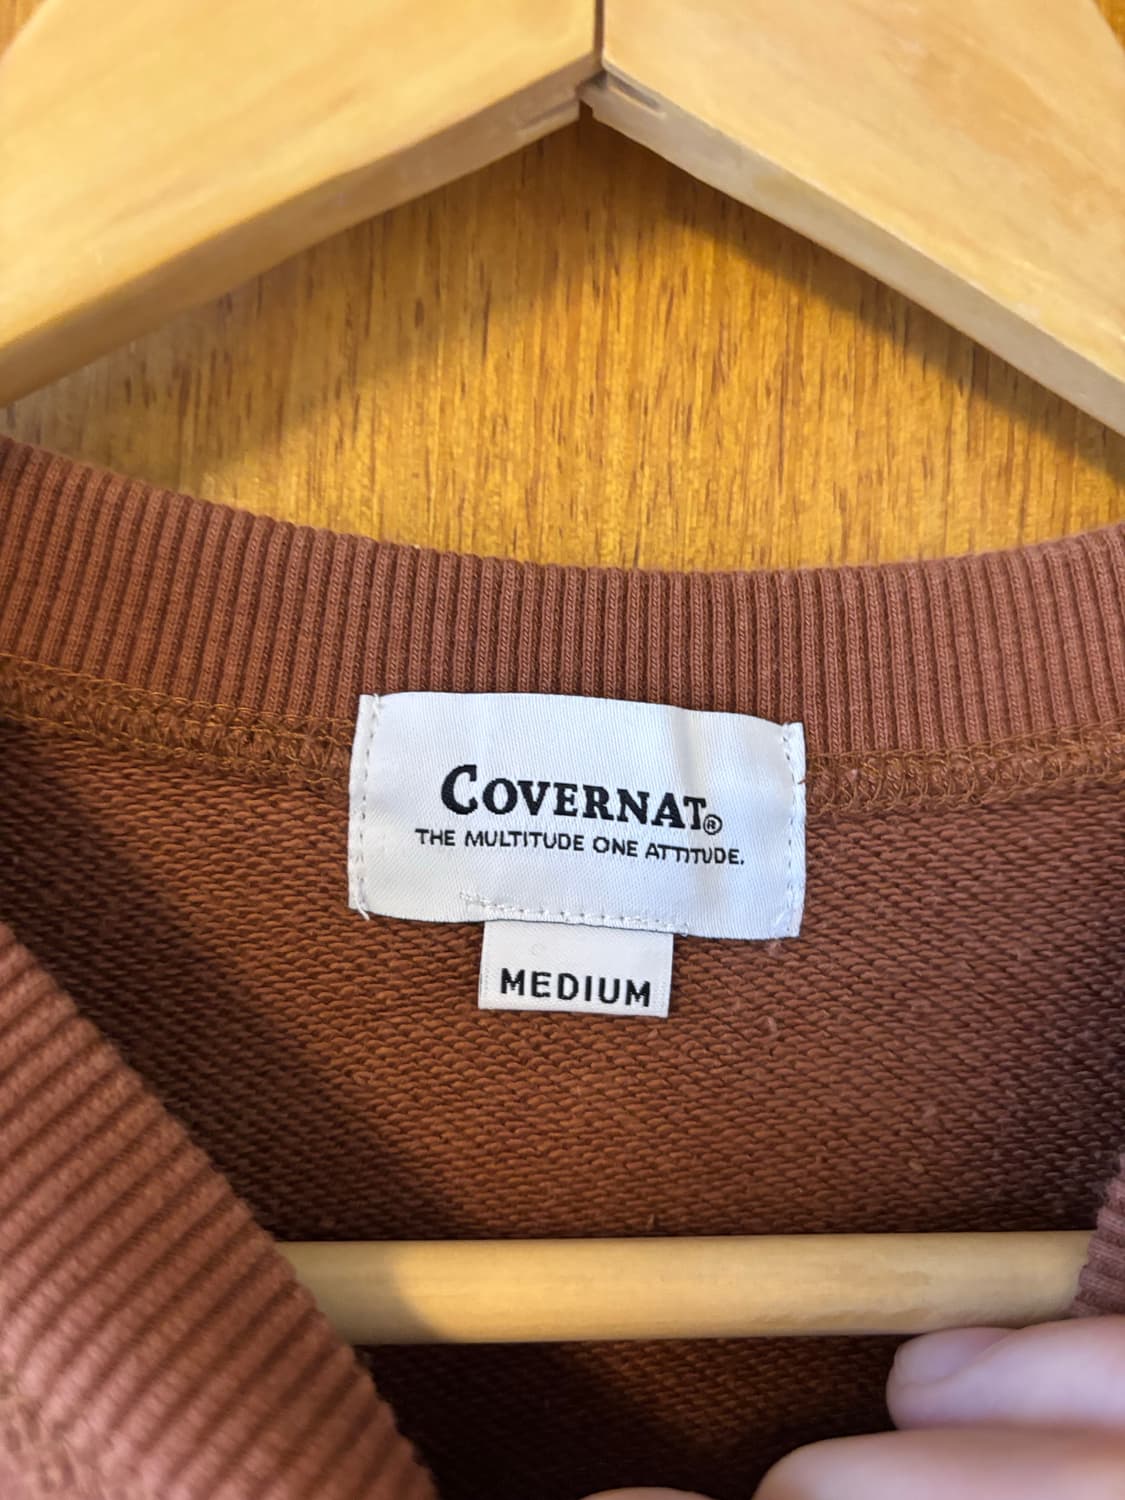 COVERNAT®
THE MULTITUDE ONE ATTITUDE.
MEDIUM